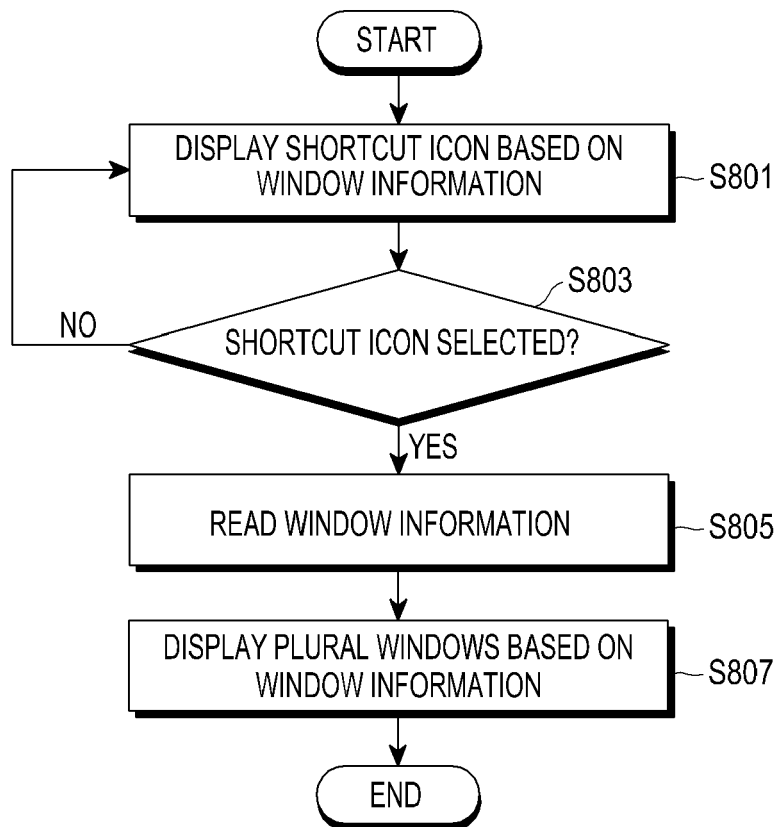 START
DISPLAY SHORTCUT ICON BASED ON
WINDOW INFORMATION
S801
S803
SHORTCUT ICON SELECTED?
NO
YES
READ WINDOW INFORMATION
S805
DISPLAY PLURAL WINDOWS BASED ON
WINDOW INFORMATION
S807
END